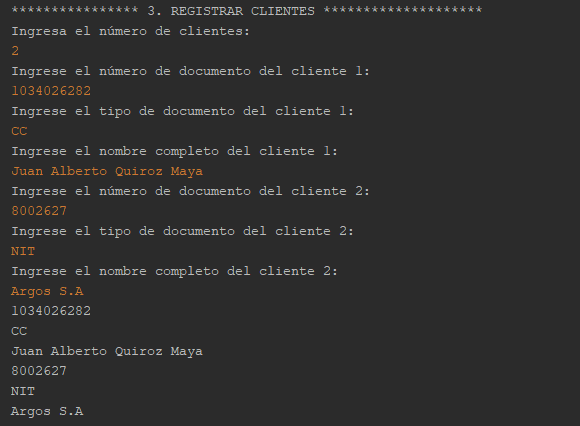 **************** 3. REGISTRAR CLIENTES ********************
Ingresa el número de clientes:
2
Ingrese el número de documento del cliente 1:
1034026282
Ingrese el tipo de documento del cliente 1:
CC
Ingrese el nombre completo del cliente 1:
Juan Alberto Quiroz Maya
Ingrese el número de documento del cliente 2:
8002627
Ingrese el tipo de documento del cliente 2:
NIT
Ingrese el nombre completo del cliente 2:
Argos S.A
1034026282
CC
Juan Alberto Quiroz Maya
8002627
NIT
Argos S.A